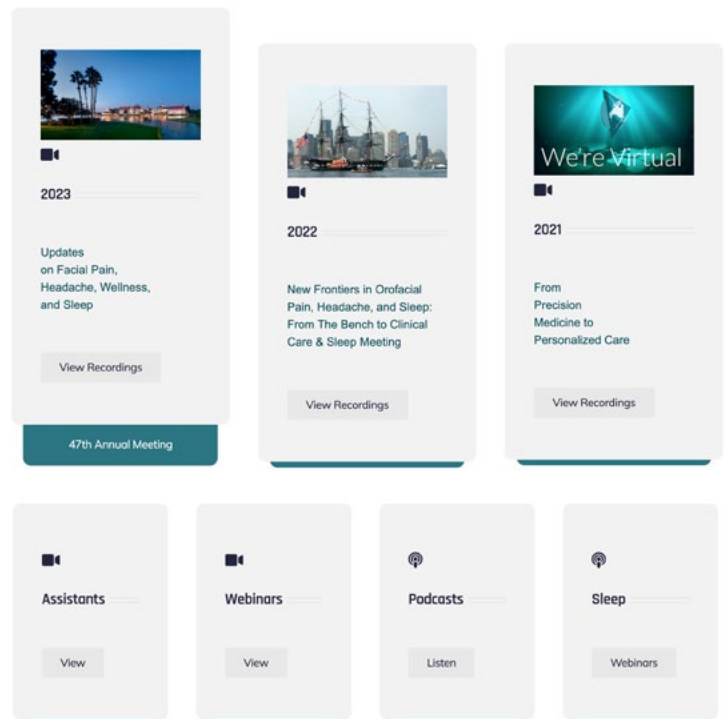 2023
Updates
on Facial Pain,
Headache, Wellness,
and Sleep
View Recordings
47th Annual Meeting
2022
New Frontiers in Orofacial
Pain, Headache, and Sleep:
From The Bench to Clinical
Care & Sleep Meeting
View Recordings
We're Virtual
2021
From
Precision
Medicine to
Personalized Care
View Recordings
Assistants
View
Webinars
View
Podcasts
Listen
Sleep
Webinars